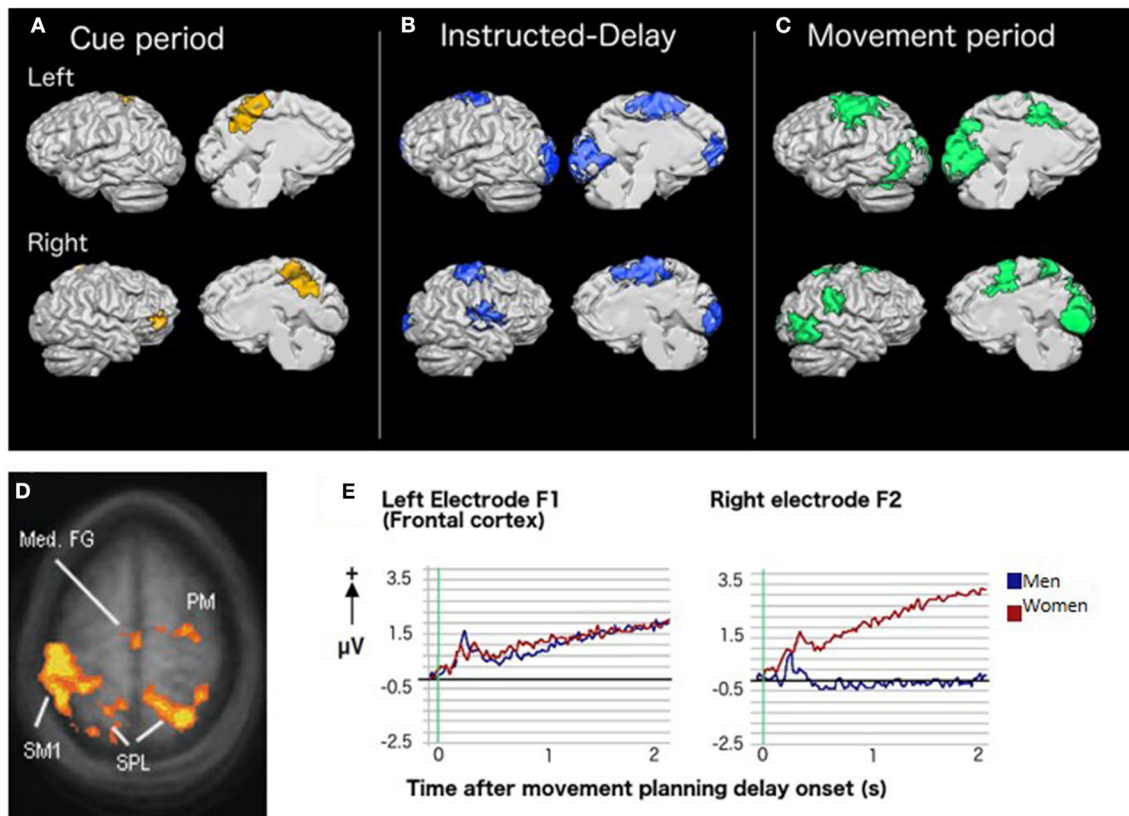 A
Cue period
B
Instructed-Delay
C
Movement period
Left
Right
D
Med. FG
PM
SM1
SPL
E
Left Electrode F1
(Frontal cortex)
Right electrode F2
+
µV
3.5
1.5
-0.5
-2.5
0
1
2
3.5
1.5
-0.5
-2.5
0
1
2
Men
Women
Time after movement planning delay onset (s)